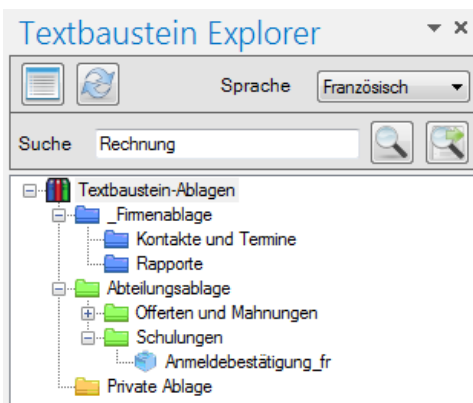 Textbaustein Explorer
Sprache Französisch
Suche Rechnung
Textbaustein-Ablagen
_Firmenablage
Kontakte und Termine
Rapporte
Abteilungsablage
Offerten und Mahnungen
Schulungen
Anmeldebestätigung_fr
Private Ablage